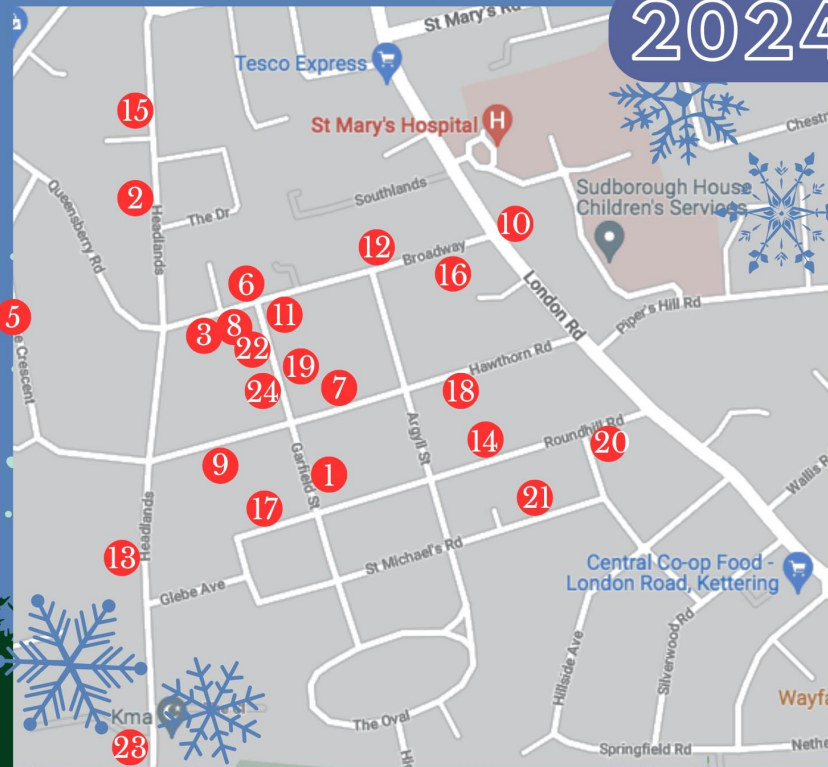 2024
St Mary's Rd
Tesco Express
15
St Mary's Hospital
H
Sudborough House
Children's Services
2
Headlands
The Dr
Southlands
Queensberry Rd
10
12
Broadway
16
6
11
London Rd
Piper's Hill Rd
5
3
8
22
19
24
7
Hawthorn Rd
18
Argyll St
14
Roundhill Rd
20
9
Garfield St
1
17
21
Headlands
13
St Michael's Rd
Glebe Ave
Central Co-op Food -
London Road, Kettering
Hillside Ave
Silverwood Rd
The Oval
Kma
23
Springfield Rd